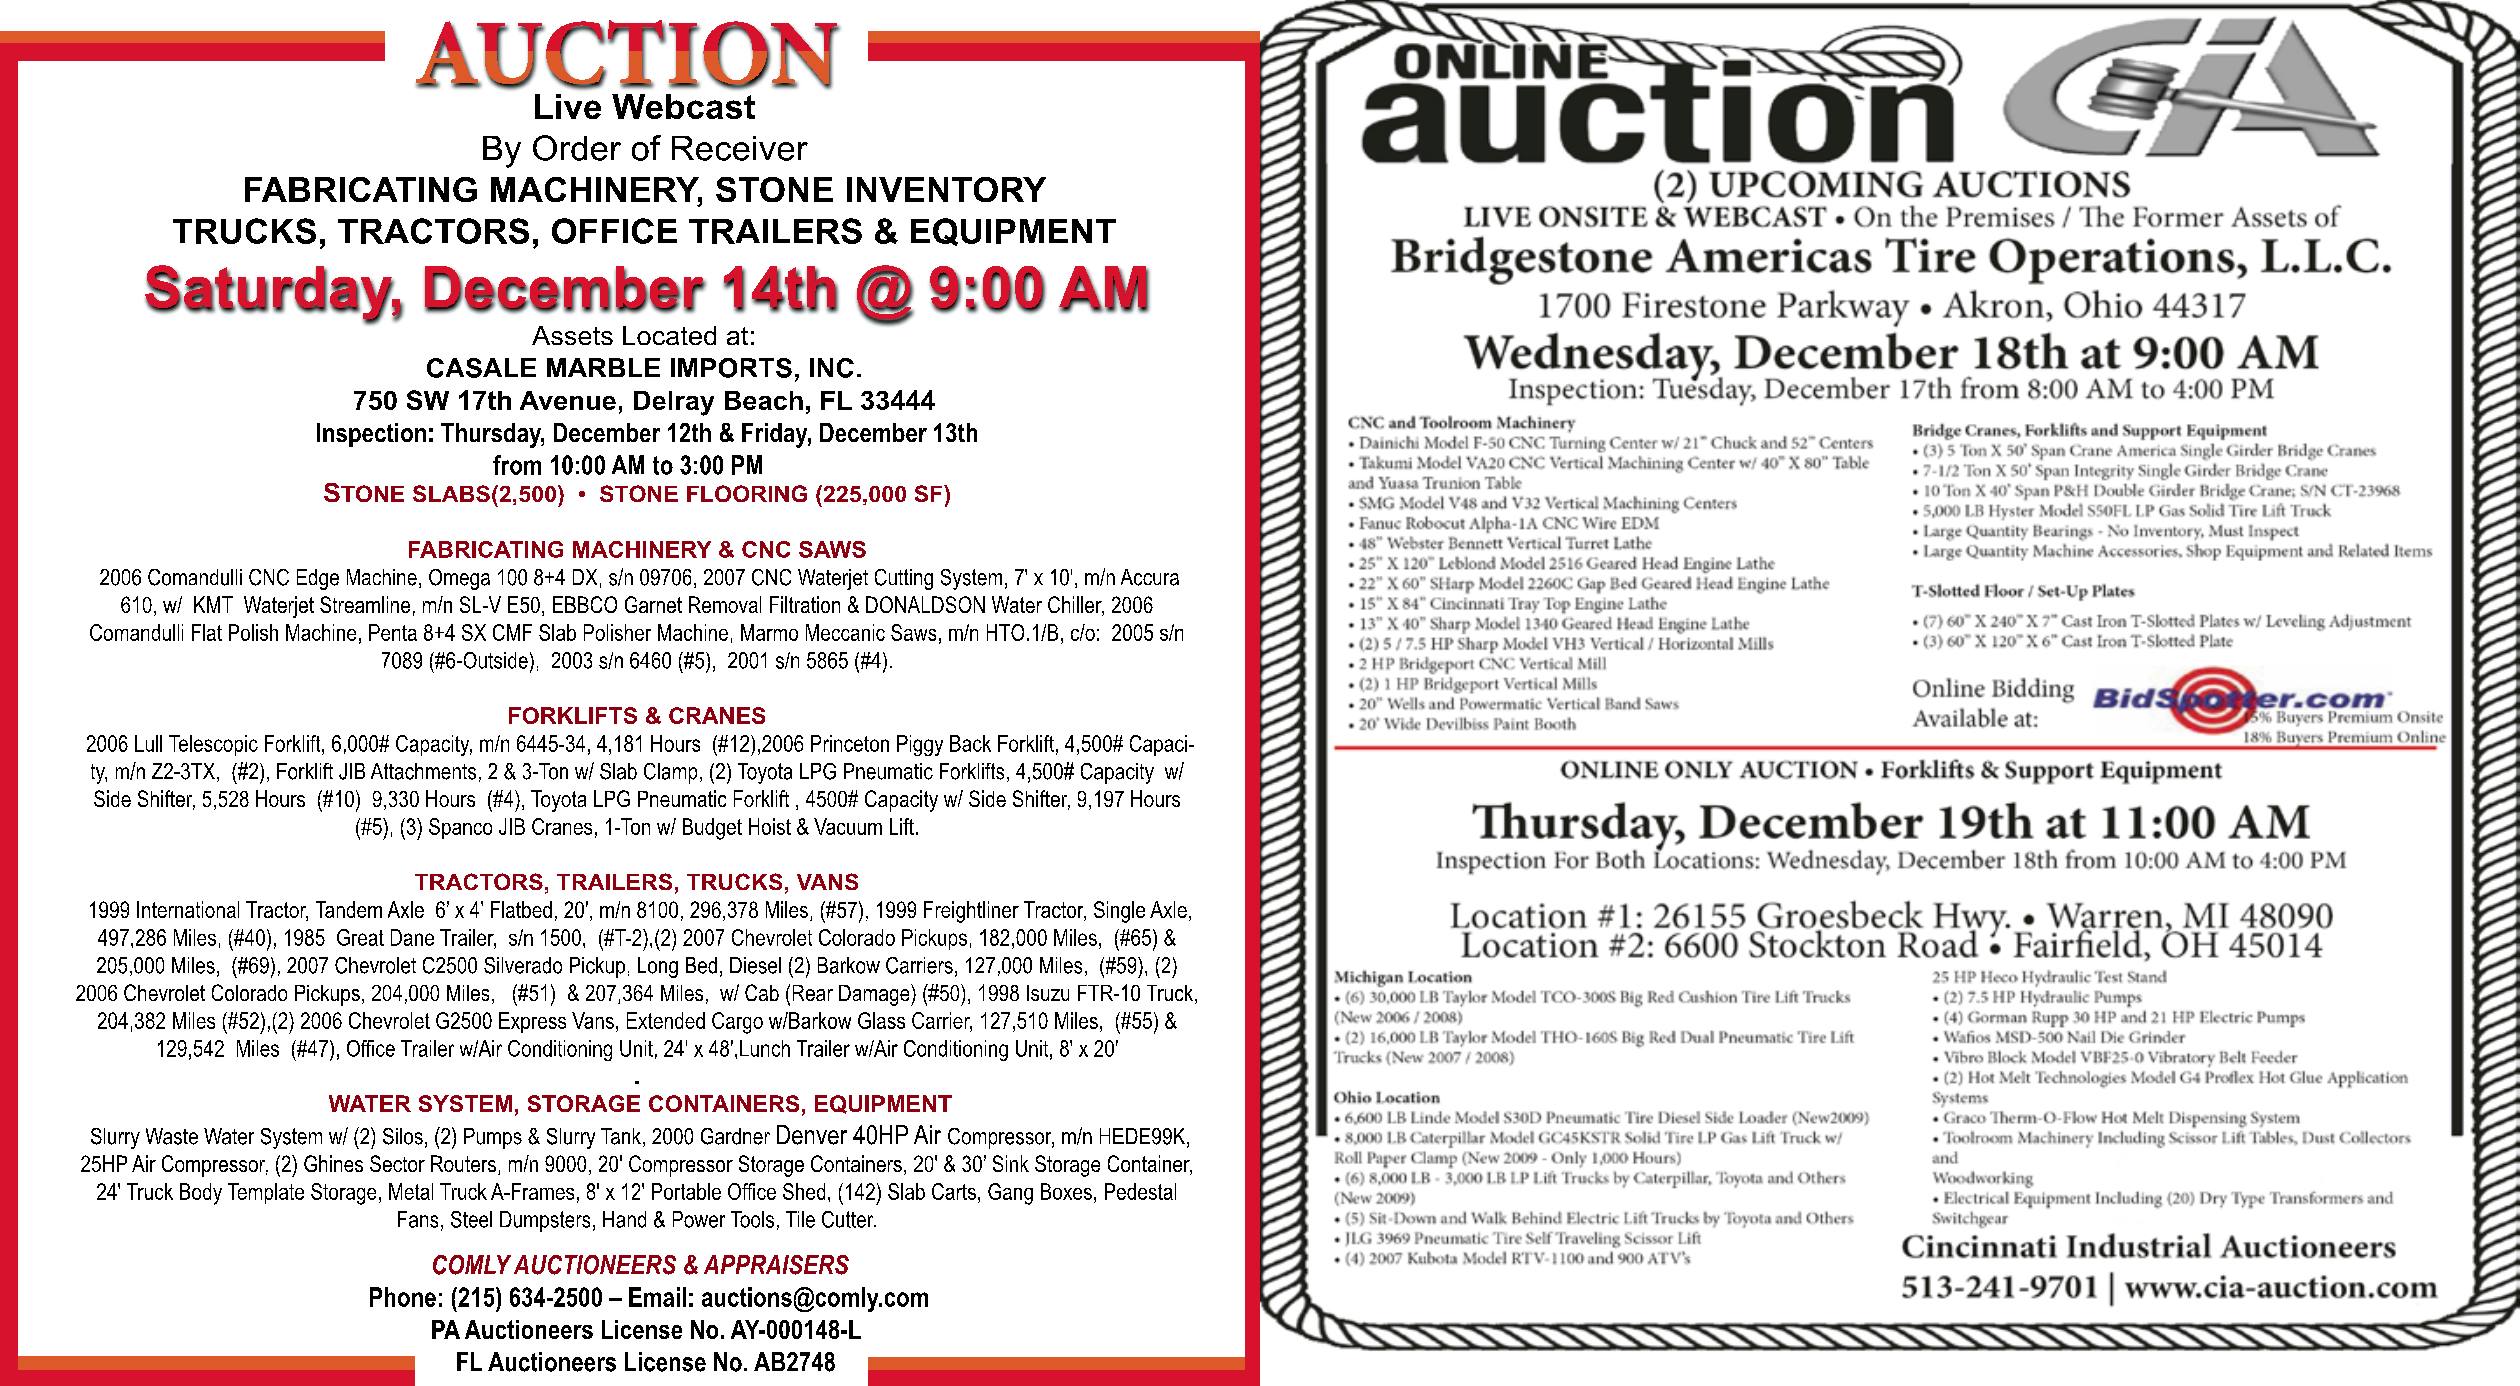 AUCTION
Live Webcast
By Order of Receiver
FABRICATING MACHINERY, STONE INVENTORY
TRUCKS, TRACTORS, OFFICE TRAILERS & EQUIPMENT
Saturday, December 14th @ 9:00 AM
Assets Located at:
CASALE MARBLE IMPORTS, INC.
750 SW 17th Avenue, Delray Beach, FL 33444
Inspection: Thursday, December 12th & Friday, December 13th
from 10:00 AM to 3:00 PM
STONE SLABS(2,500) • STONE FLOORING (225,000 SF)
FABRICATING MACHINERY & CNC SAWS
2006 Comandulli CNC Edge Machine, Omega 100 8+4 DX, s/n 09706, 2007 CNC Waterjet Cutting System, 7' x 10', m/n Accura
610, w/ KMT Waterjet Streamline, m/n SL-V E50, EBBCO Garnet Removal Filtration & DONALDSON Water Chiller, 2006
Comandulli Flat Polish Machine, Penta 8+4 SX CMF Slab Polisher Machine, Marmo Meccanic Saws, m/n HTO.1/B, c/o: 2005 s/n
7089 (#6-Outside), 2003 s/n 6460 (#5), 2001 s/n 5865 (#4).
FORKLIFTS & CRANES
2006 Lull Telescopic Forklift, 6,000# Capacity, m/n 6445-34, 4,181 Hours (#12),2006 Princeton Piggy Back Forklift, 4,500# Capaci-
ty, m/n Z2-3TX, (#2), Forklift JIB Attachments, 2 & 3-Ton w/ Slab Clamp, (2) Toyota LPG Pneumatic Forklifts, 4,500# Capacity w/
Side Shifter, 5,528 Hours (#10) 9,330 Hours (#4), Toyota LPG Pneumatic Forklift , 4500# Capacity w/ Side Shifter, 9,197 Hours
(#5), (3) Spanco JIB Cranes, 1-Ton w/ Budget Hoist & Vacuum Lift.
TRACTORS, TRAILERS, TRUCKS, VANS
1999 International Tractor, Tandem Axle 6' x 4' Flatbed, 20', m/n 8100, 296,378 Miles, (#57), 1999 Freightliner Tractor, Single Axle,
497,286 Miles, (#40), 1985 Great Dane Trailer, s/n 1500, (#T-2),(2) 2007 Chevrolet Colorado Pickups, 182,000 Miles, (#65) &
205,000 Miles, (#69), 2007 Chevrolet C2500 Silverado Pickup, Long Bed, Diesel (2) Barkow Carriers, 127,000 Miles, (#59), (2)
2006 Chevrolet Colorado Pickups, 204,000 Miles, (#51) & 207,364 Miles, w/ Cab (Rear Damage) (#50), 1998 Isuzu FTR-10 Truck,
204,382 Miles (#52),(2) 2006 Chevrolet G2500 Express Vans, Extended Cargo w/Barkow Glass Carrier, 127,510 Miles, (#55) &
129,542 Miles (#47), Office Trailer w/Air Conditioning Unit, 24' x 48',Lunch Trailer w/Air Conditioning Unit, 8' x 20'
.
WATER SYSTEM, STORAGE CONTAINERS, EQUIPMENT
Slurry Waste Water System w/ (2) Silos, (2) Pumps & Slurry Tank, 2000 Gardner Denver 40HP Air Compressor, m/n HEDE99K,
25HP Air Compressor, (2) Ghines Sector Routers, m/n 9000, 20' Compressor Storage Containers, 20' & 30' Sink Storage Container,
24' Truck Body Template Storage, Metal Truck A-Frames, 8' x 12' Portable Office Shed, (142) Slab Carts, Gang Boxes, Pedestal
Fans, Steel Dumpsters, Hand & Power Tools, Tile Cutter.
COMLY AUCTIONEERS & APPRAISERS
Phone: (215) 634-2500 – Email: auctions@comly.com
PA Auctioneers License No. AY-000148-L
FL Auctioneers License No. AB2748
ONLINE
auction
CiA
(2) UPCOMING AUCTIONS
LIVE ONSITE & WEBCAST • On the Premises / The Former Assets of
Bridgestone Americas Tire Operations, L.L.C.
1700 Firestone Parkway • Akron, Ohio 44317
Wednesday, December 18th at 9:00 AM
Inspection: Tuesday, December 17th from 8:00 AM to 4:00 PM
CNC and Toolroom Machinery
• Dainichi Model F-50 CNC Turning Center w/ 21" Chuck and 52" Centers
• Takumi Model VA20 CNC Vertical Machining Center w/ 40" X 80" Table
and Yuasa Trunion Table
• SMG Model V48 and V32 Vertical Machining Centers
• Fanuc Robocut Alpha-1A CNC Wire EDM
• 48" Webster Bennett Vertical Turret Lathe
• 25" X 120" Leblond Model 2516 Geared Head Engine Lathe
• 22" X 60" SHarp Model 2260C Gap Bed Geared Head Engine Lathe
• 15" X 84" Cincinnati Tray Top Engine Lathe
• 13" X 40" Sharp Model 1340 Geared Head Engine Lathe
• (2) 5 / 7.5 HP Sharp Model VH3 Vertical / Horizontal Mills
• 2 HP Bridgeport CNC Vertical Mill
• (2) 1 HP Bridgeport Vertical Mills
• 20" Wells and Powermatic Vertical Band Saws
• 20' Wide Devilbiss Paint Booth
Bridge Cranes, Forklifts and Support Equipment
• (3) 5 Ton X 50' Span Crane America Single Girder Bridge Cranes
• 7-1/2 Ton X 50' Span Integrity Single Girder Bridge Crane
• 10 Ton X 40' Span P&H Double Girder Bridge Crane; S/N CT-23968
• 5,000 LB Hyster Model S50FL LP Gas Solid Tire Lift Truck
• Large Quantity Bearings - No Inventory, Must Inspect
• Large Quantity Machine Accessories, Shop Equipment and Related Items
T-Slotted Floor / Set-Up Plates
• (7) 60" X 240" X 7" Cast Iron T-Slotted Plates w/ Leveling Adjustment
• (3) 60" X 120" X 6" Cast Iron T-Slotted Plate
Online Bidding
Available at:
BidSpotter.com
15% Buyers Premium Onsite
18% Buyers Premium Online
ONLINE ONLY AUCTION • Forklifts & Support Equipment
Thursday, December 19th at 11:00 AM
Inspection For Both Locations: Wednesday, December 18th from 10:00 AM to 4:00 PM
Location #1: 26155 Groesbeck Hwy. • Warren, MI 48090
Location #2: 6600 Stockton Road • Fairfield, OH 45014
Michigan Location
• (6) 30,000 LB Taylor Model TCO-300S Big Red Cushion Tire Lift Trucks
(New 2006 / 2008)
• (2) 16,000 LB Taylor Model THO-160S Big Red Dual Pneumatic Tire Lift
Trucks (New 2007 / 2008)
Ohio Location
• 6,600 LB Linde Model S30D Pneumatic Tire Diesel Side Loader (New2009)
• 8,000 LB Caterpillar Model GC45KSTR Solid Tire LP Gas Lift Truck w/
Roll Paper Clamp (New 2009 - Only 1,000 Hours)
• (6) 8,000 LB - 3,000 LB LP Lift Trucks by Caterpillar, Toyota and Others
(New 2009)
• (5) Sit-Down and Walk Behind Electric Lift Trucks by Toyota and Others
• JLG 3969 Pneumatic Tire Self Traveling Scissor Lift
• (4) 2007 Kubota Model RTV-1100 and 900 ATV's
25 HP Heco Hydraulic Test Stand
• (2) 7.5 HP Hydraulic Pumps
• (4) Gorman Rupp 30 HP and 21 HP Electric Pumps
• Wafios MSD-500 Nail Die Grinder
• Vibro Block Model VBF25-0 Vibratory Belt Feeder
• (2) Hot Melt Technologies Model G4 Proflex Hot Glue Application
Systems
• Graco Therm-O-Flow Hot Melt Dispensing System
• Toolroom Machinery Including Scissor Lift Tables, Dust Collectors
and
Woodworking
• Electrical Equipment Including (20) Dry Type Transformers and
Switchgear
Cincinnati Industrial Auctioneers
513-241-9701 | www.cia-auction.com